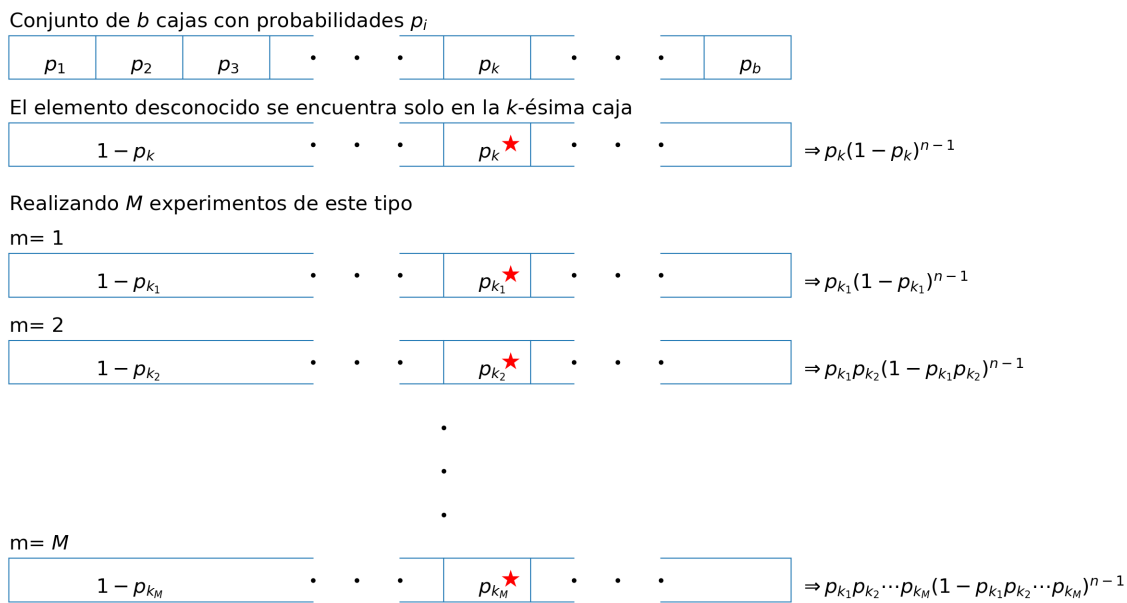 Conjunto de b cajas con probabilidades p_i
p_1 p_2 p_3 p_k p_b
El elemento desconocido se encuentra solo en la k-ésima caja
1 − p_k p_k ⇒ p_k(1 − p_k)^{n−1}
Realizando M experimentos de este tipo
m= 1
1 − p_{k_1} p_{k_1} ⇒ p_{k_1}(1 − p_{k_1})^{n−1}
m= 2
1 − p_{k_2} p_{k_2} ⇒ p_{k_1}p_{k_2}(1 − p_{k_1}p_{k_2})^{n−1}
m= M
1 − p_{k_M} p_{k_M} ⇒ p_{k_1}p_{k_2}⋯p_{k_M}(1 − p_{k_1}p_{k_2}⋯p_{k_M})^{n−1}